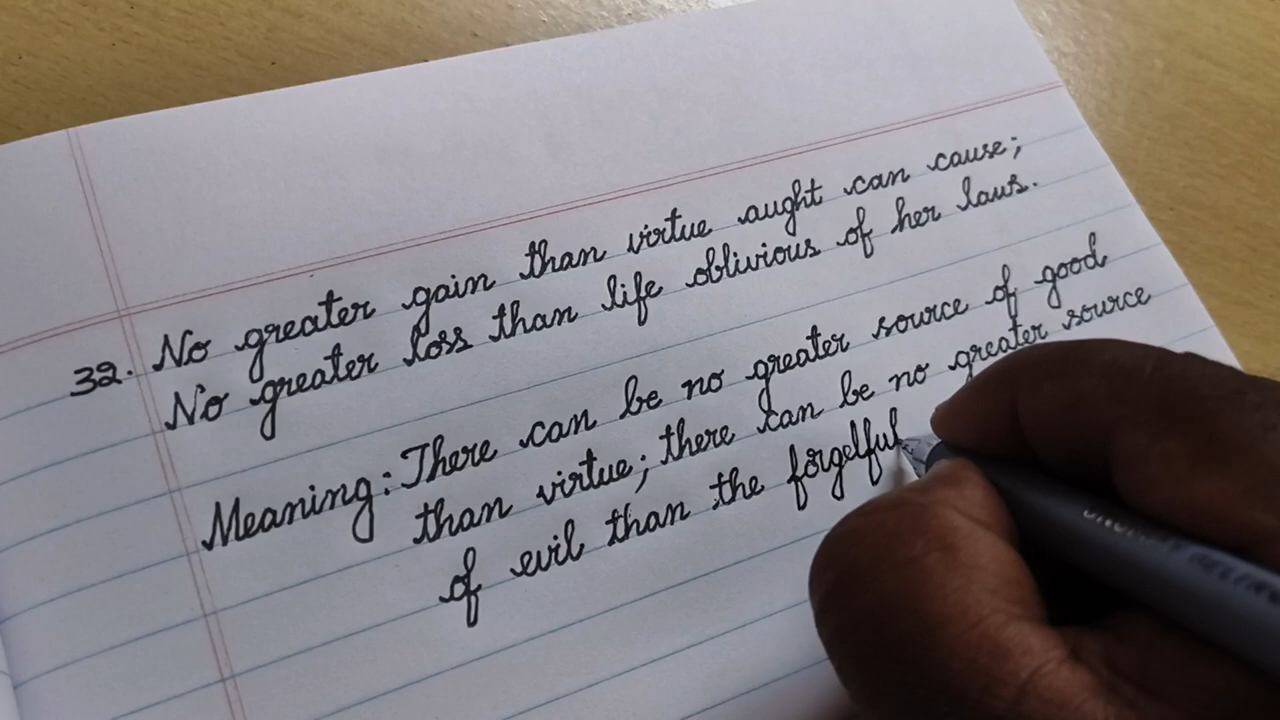 32. No greater gain than virtue aught can cause;
No greater loss than life oblivious of her laws.
Meaning: There can be no greater source of good
than virtue; there can be no greater source
of evil than the forgetful